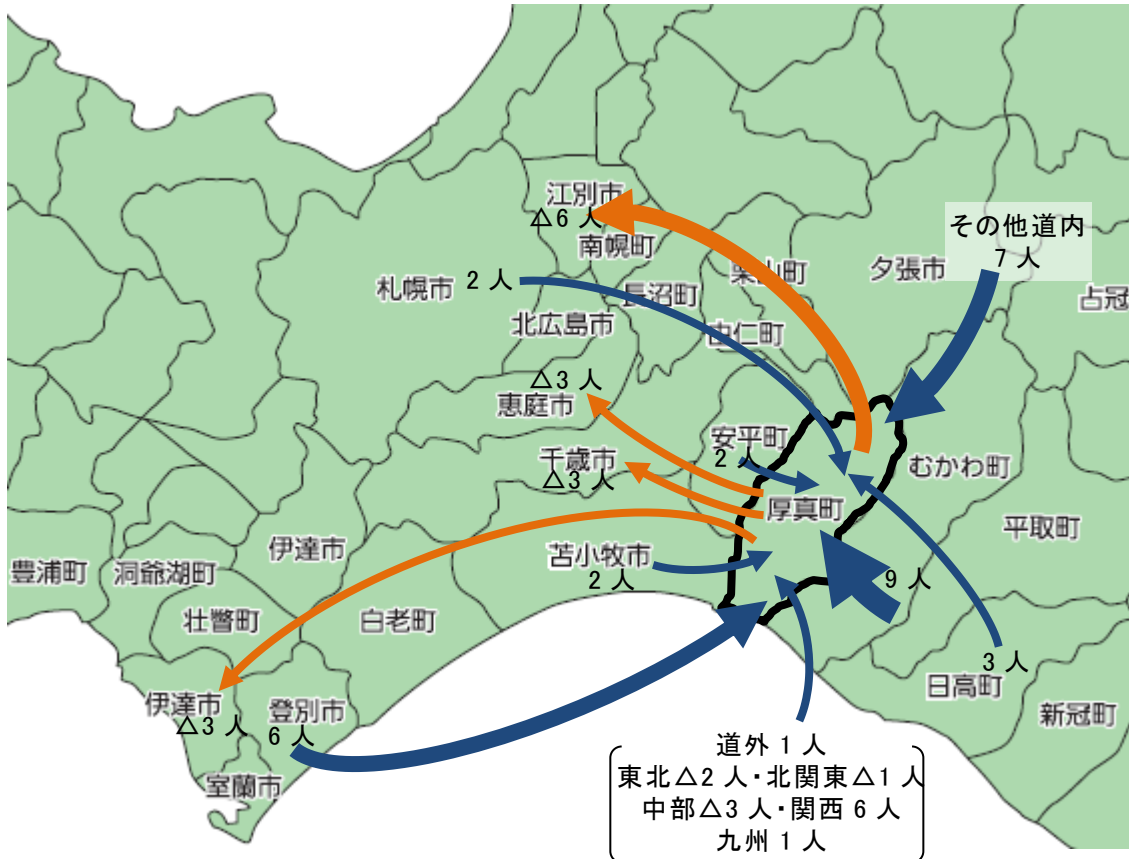 江別市
△6 人
南幌町
その他道内
7 人
札幌市
2 人
長沼町
栗山町
夕張市
占冠
北広島市
由仁町
△3 人
恵庭市
安平町
2 人
千歳市
△3 人
むかわ町
厚真町
平取町
伊達市
苫小牧市
2 人
9 人
豊浦町
洞爺湖町
壮瞥町
白老町
3 人
日高町
伊達市
△3 人
登別市
6 人
新冠町
室蘭市
道外 1 人
東北△2 人・北関東△1 人
中部△3 人・関西 6 人
九州 1 人